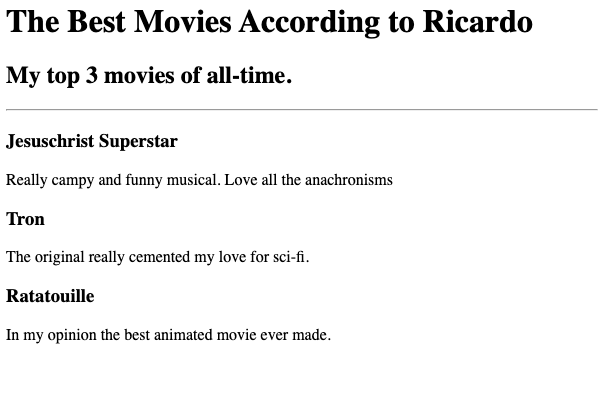 The Best Movies According to Ricardo
My top 3 movies of all-time.
Jesuschrist Superstar
Really campy and funny musical. Love all the anachronisms
Tron
The original really cemented my love for sci-fi.
Ratatouille
In my opinion the best animated movie ever made.